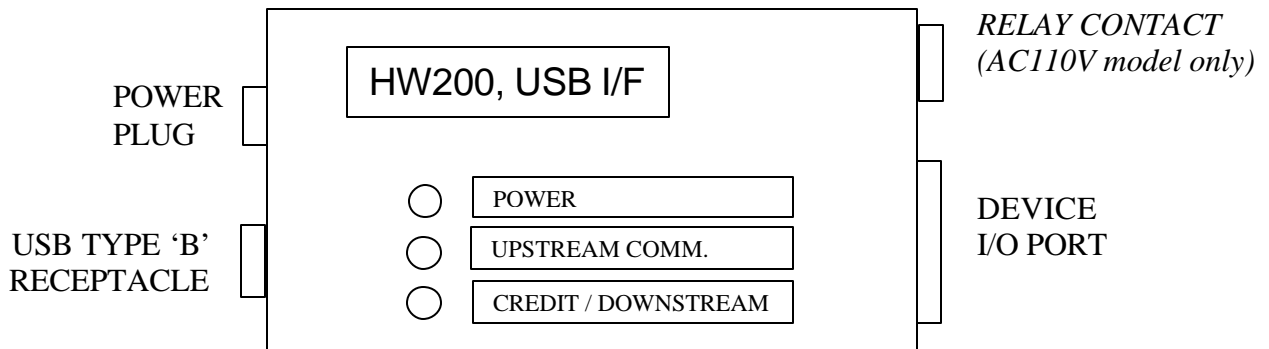 RELAY CONTACT
(AC110V model only)
HW200, USB I/F
POWER
PLUG
POWER
UPSTREAM COMM.
CREDIT / DOWNSTREAM
USB TYPE ‘B’
RECEPTACLE
DEVICE
I/O PORT